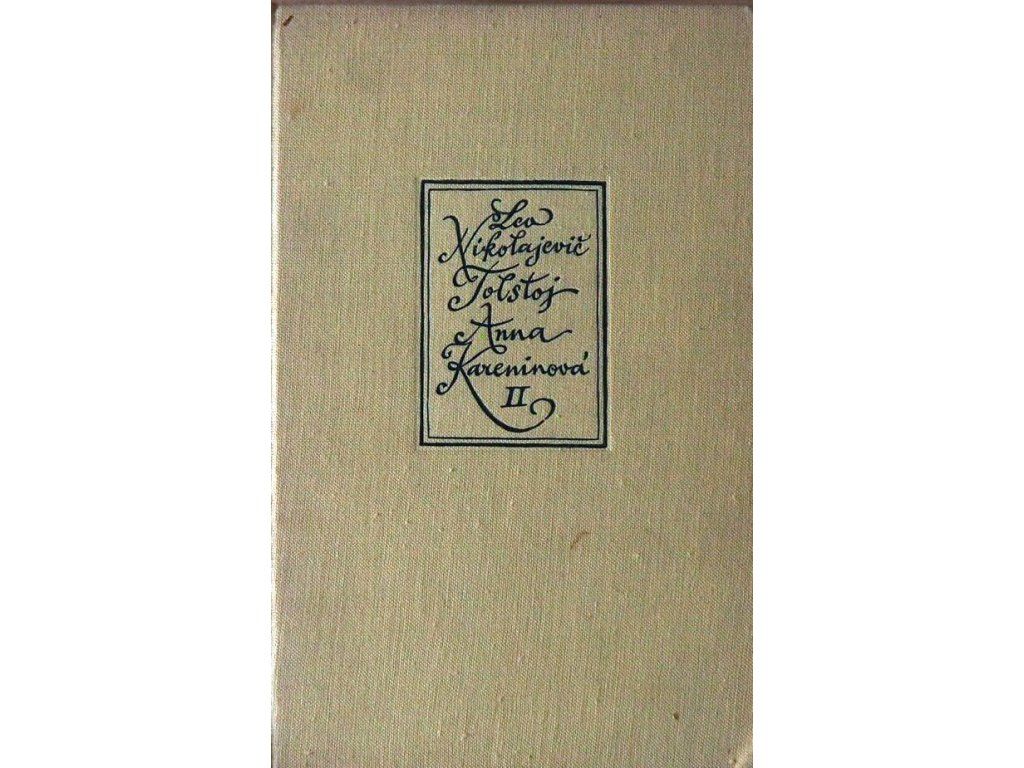 Leo
Nikolajevič
Tolstoj
Anna
Kareninová
II